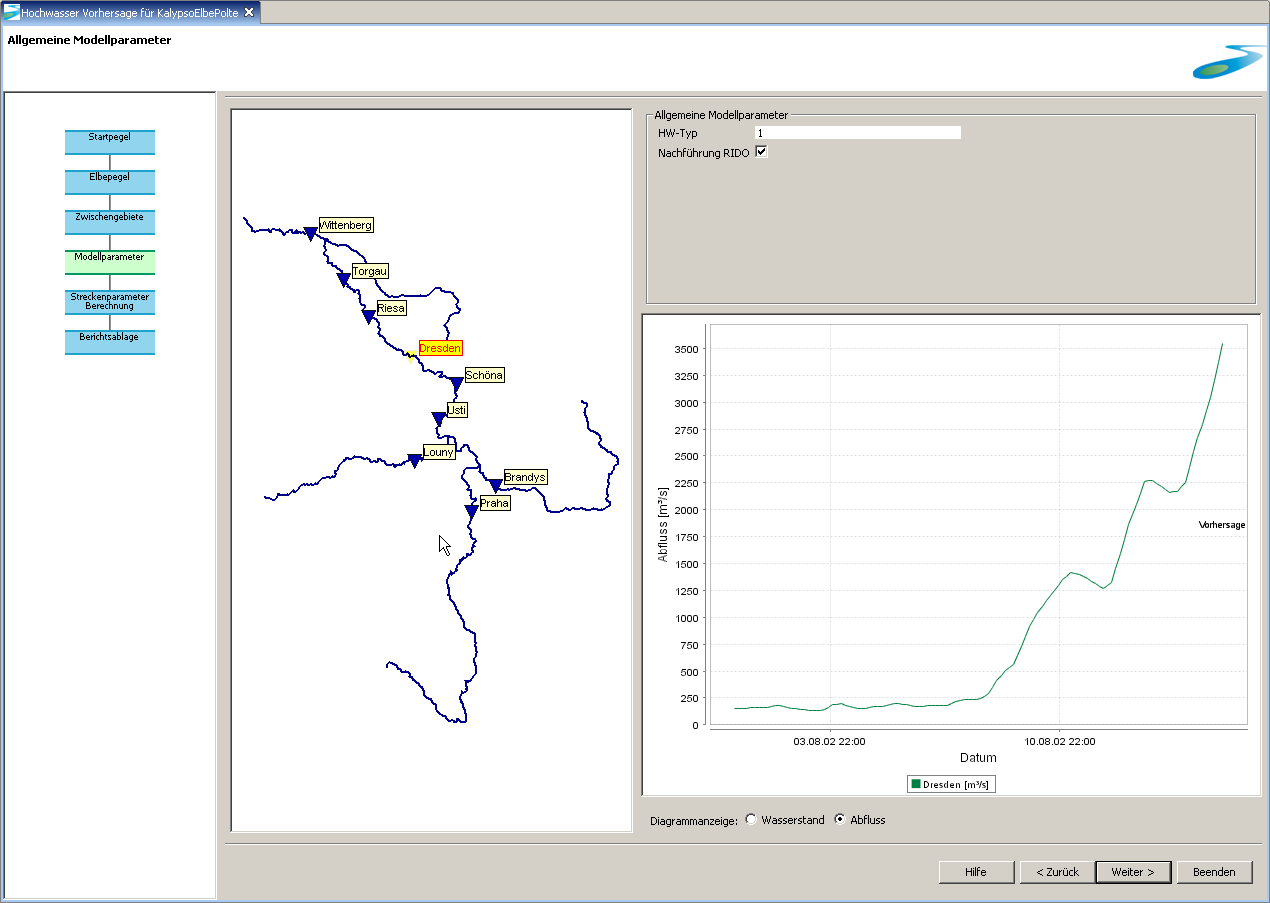 Hochwasser Vorhersage für KalypsoElbePolte
Allgemeine Modellparameter
Startpegel
Elbepegel
Zwischengebiete
Modellparameter
Streckenparameter
Berechnung
Berichtsablage
Wittenberg
Torgau
Riesa
Dresden
Schöna
Usti
Louny
Brandys
Praha
Allgemeine Modellparameter
HW-Typ 1
Nachführung RIDO
3500
3250
3000
2750
2500
2250
2000
1750
1500
1250
1000
750
500
250
0
Abfluss [m³/s]
Vorhersage
03.08.02 22:00 10.08.02 22:00
Datum
Dresden [m³/s]
Diagrammanzeige: Wasserstand Abfluss
Hilfe < Zurück Weiter > Beenden